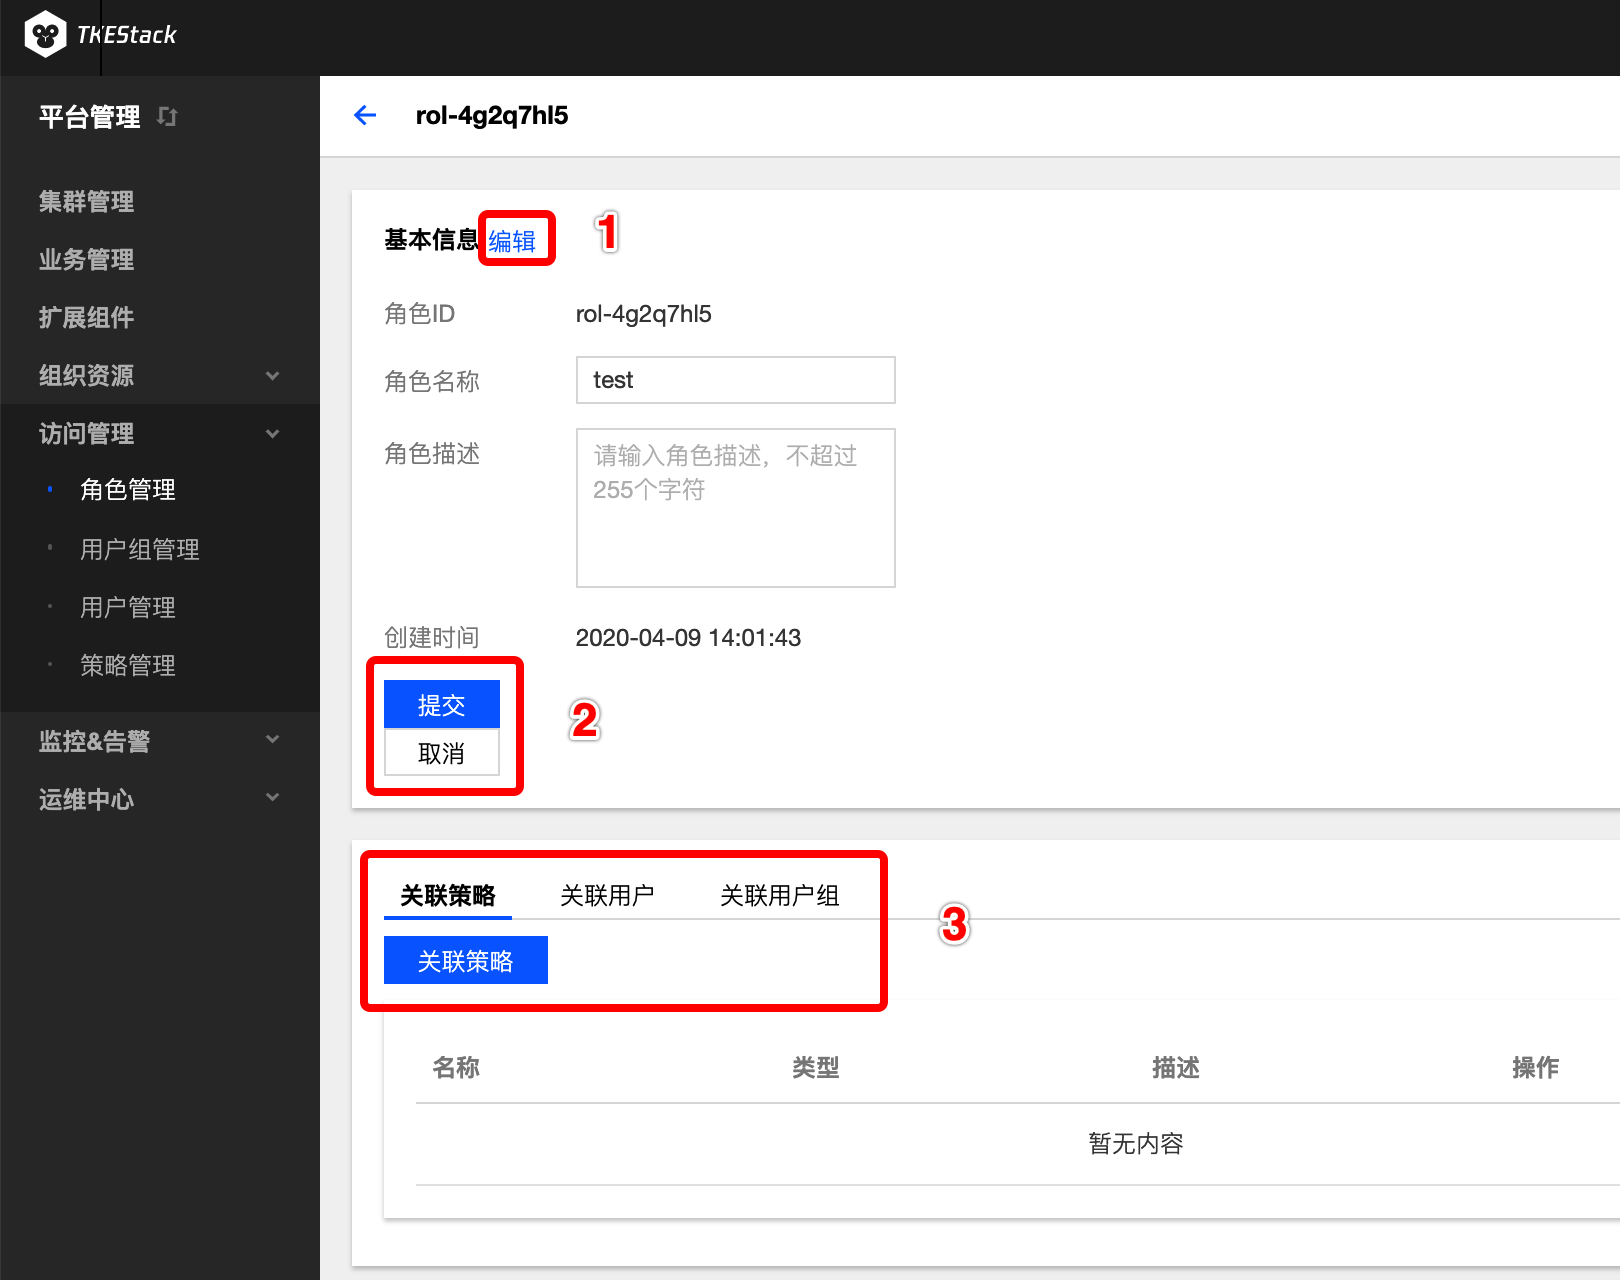 TKEStack
平台管理
集群管理
业务管理
扩展组件
组织资源
访问管理
角色管理
用户组管理
用户管理
策略管理
监控&告警
运维中心
rol-4g2q7hl5
基本信息 编辑
1
角色ID rol-4g2q7hl5
角色名称 test
角色描述 请输入角色描述，不超过
255个字符
创建时间 2020-04-09 14:01:43
提交
取消
2
关联策略 关联用户 关联用户组
3
关联策略
名称 类型 描述 操作
暂无内容